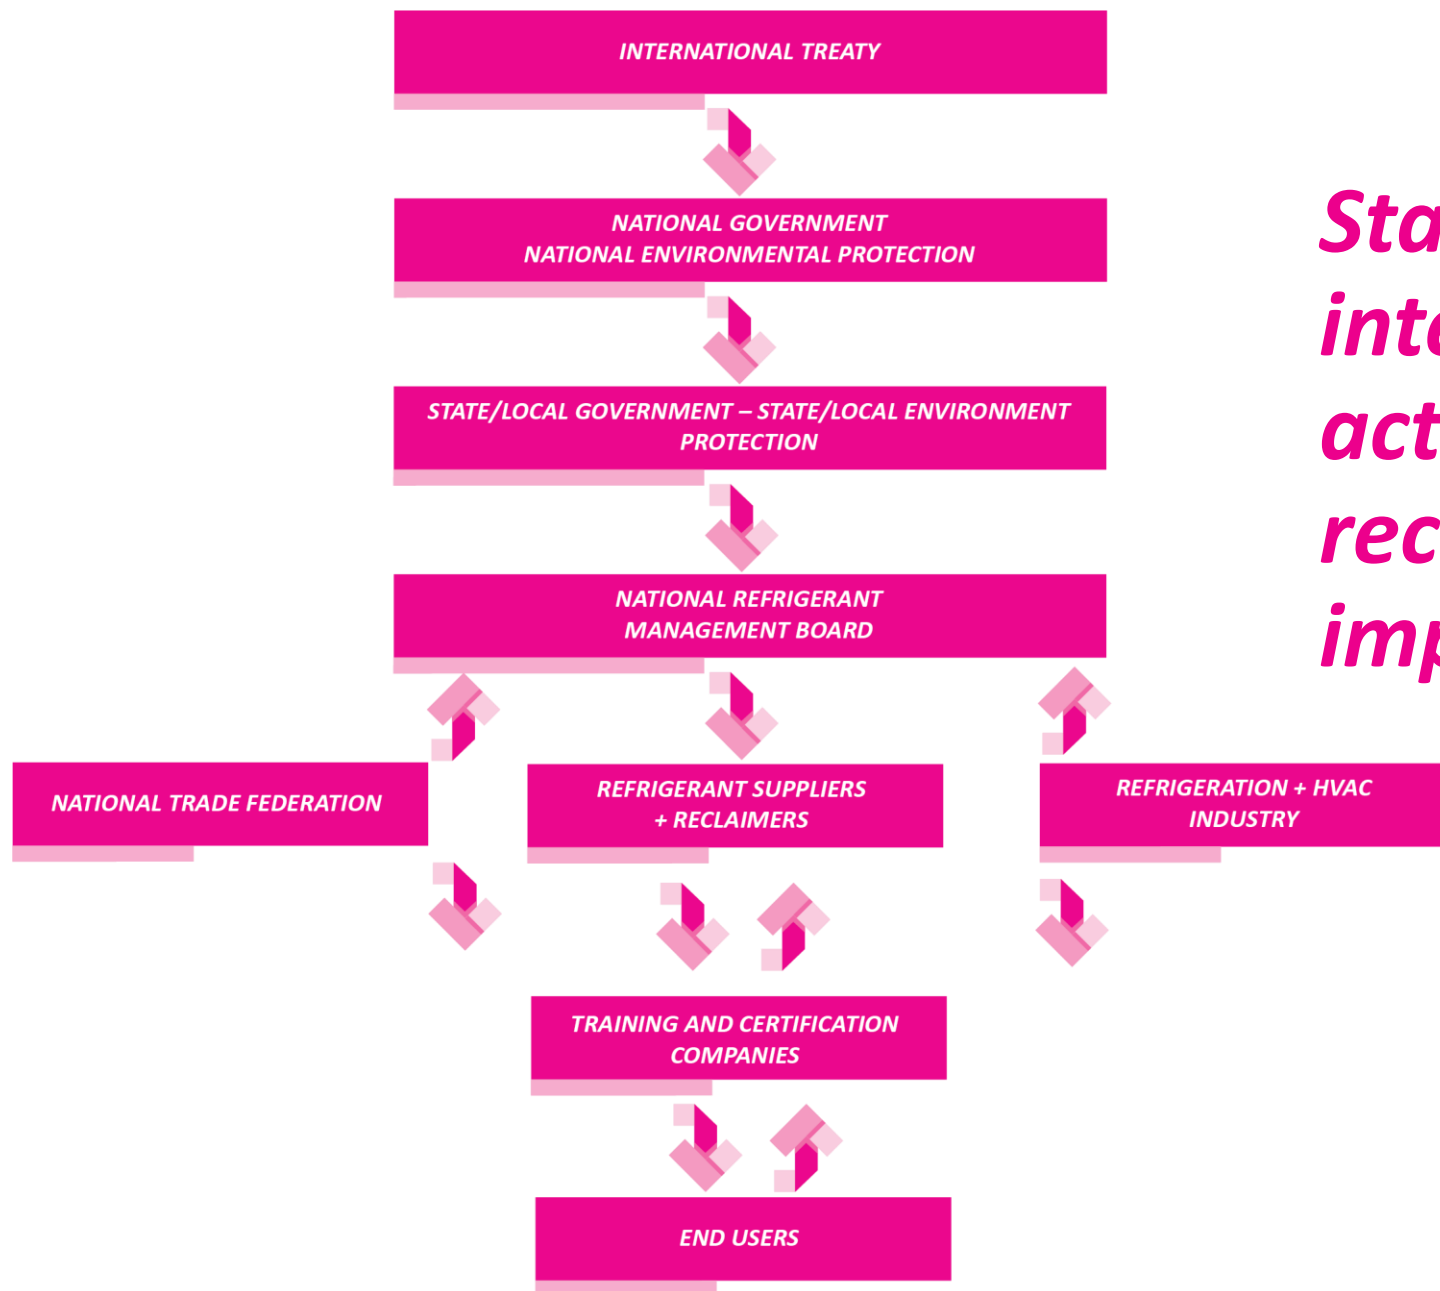 INTERNATIONAL TREATY
NATIONAL GOVERNMENT
NATIONAL ENVIRONMENTAL PROTECTION
STATE/LOCAL GOVERNMENT – STATE/LOCAL ENVIRONMENT
PROTECTION
NATIONAL REFRIGERANT
MANAGEMENT BOARD
NATIONAL TRADE FEDERATION
REFRIGERANT SUPPLIERS
+ RECLAIMERS
REFRIGERATION + HVAC
INDUSTRY
TRAINING AND CERTIFICATION
COMPANIES
END USERS